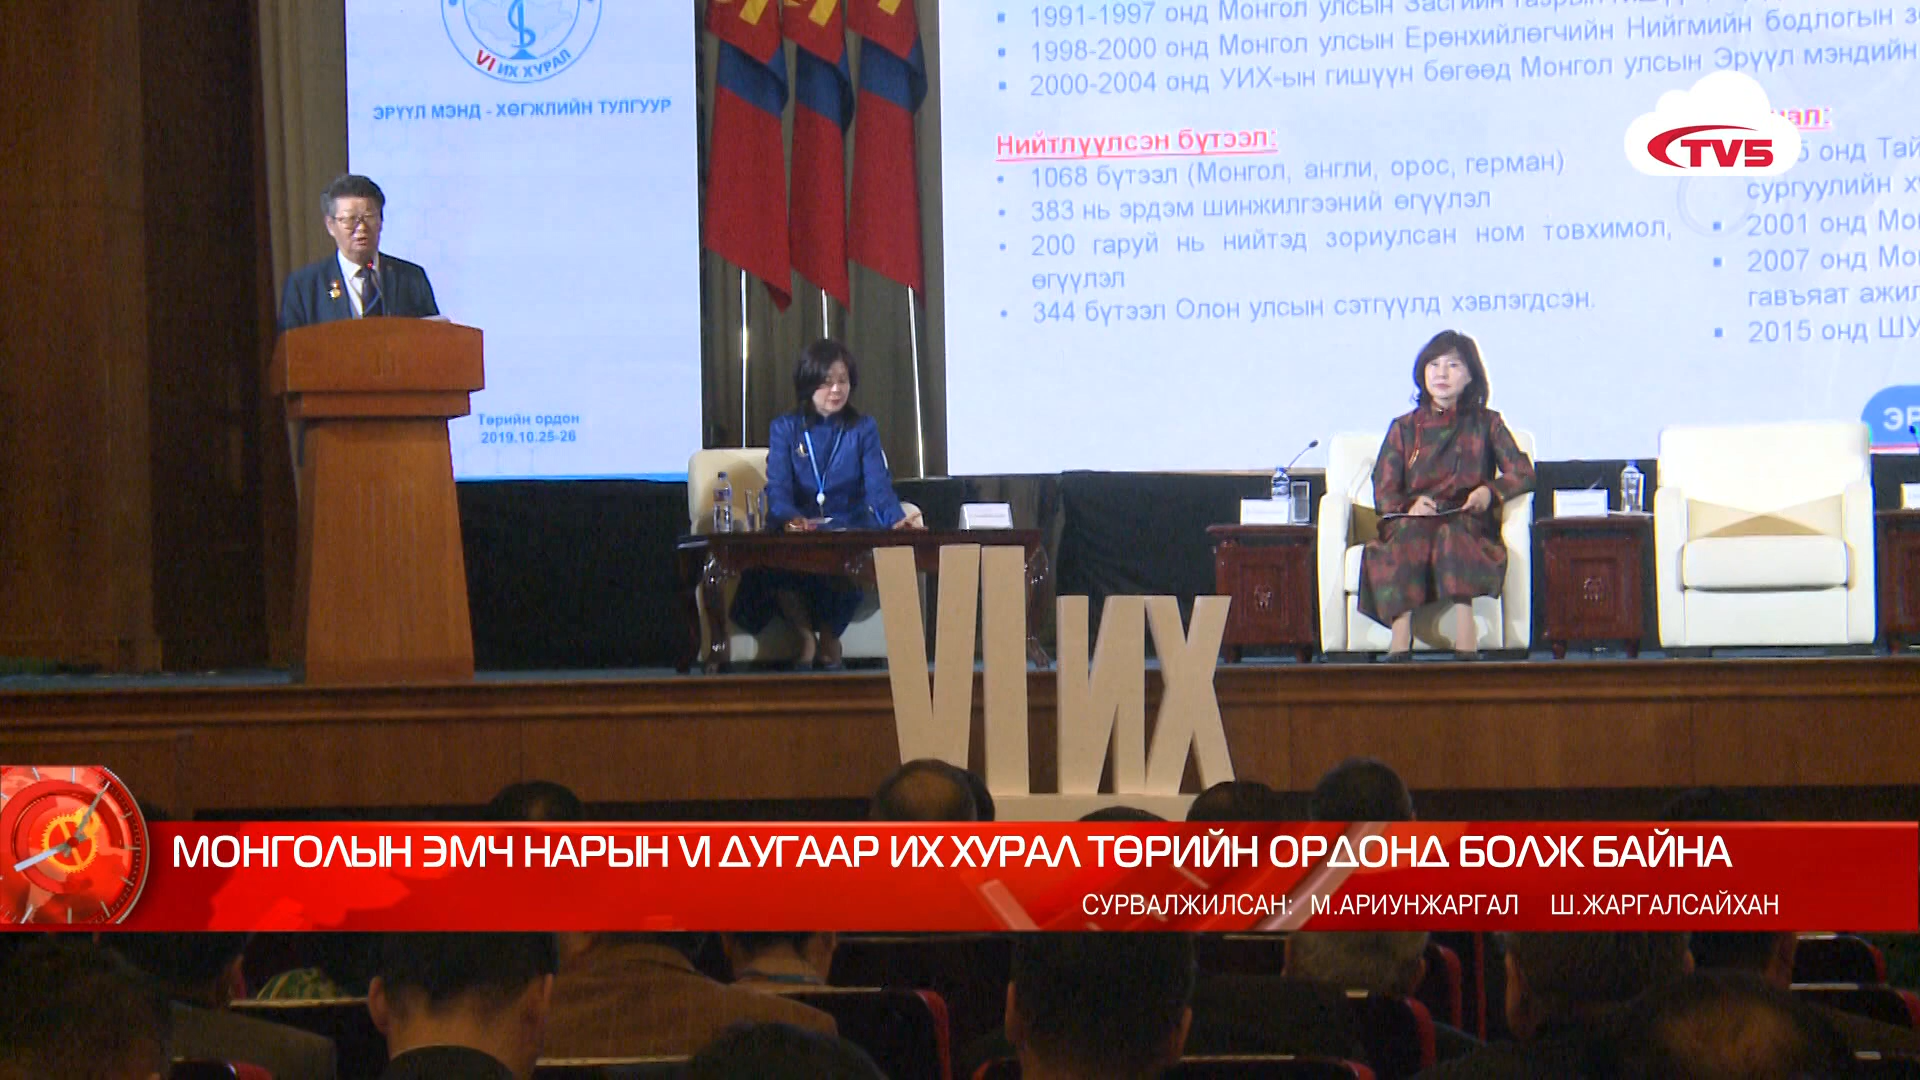 VI ИХ ХУРАЛ
ЭРҮҮЛ МЭНД - ХӨГЖЛИЙН ТУЛГУУР
Төрийн ордон
2019.10.25-26
1991-1997 онд Монгол улсын Засгийн газрын
1998-2000 онд Монгол улсын Ерөнхийлөгчийн Нийгмийн бодлогын
2000-2004 онд УИХ-ын гишүүн бөгөөд Монгол улсын Эрүүл мэндийн
Нийтлүүлсэн бүтээл:
1068 бүтээл (Монгол, англи, орос, герман)
383 нь эрдэм шинжилгээний өгүүлэл
200 гаруй нь нийтэд зориулсан ном товхимол,
өгүүлэл
344 бүтээл Олон улсын сэтгүүлд хэвлэгдсэн.
онд
сургуулийн
2001 онд
2007 онд
гавъяат
2015 онд
TV5
VI ИХ
МОНГОЛЫН ЭМЧ НАРЫН VI ДУГААР ИХ ХУРАЛ ТӨРИЙН ОРДОНД БОЛЖ БАЙНА
СУРВАЛЖИЛСАН: М.АРИУНЖАРГАЛ Ш.ЖАРГАЛСАЙХАН